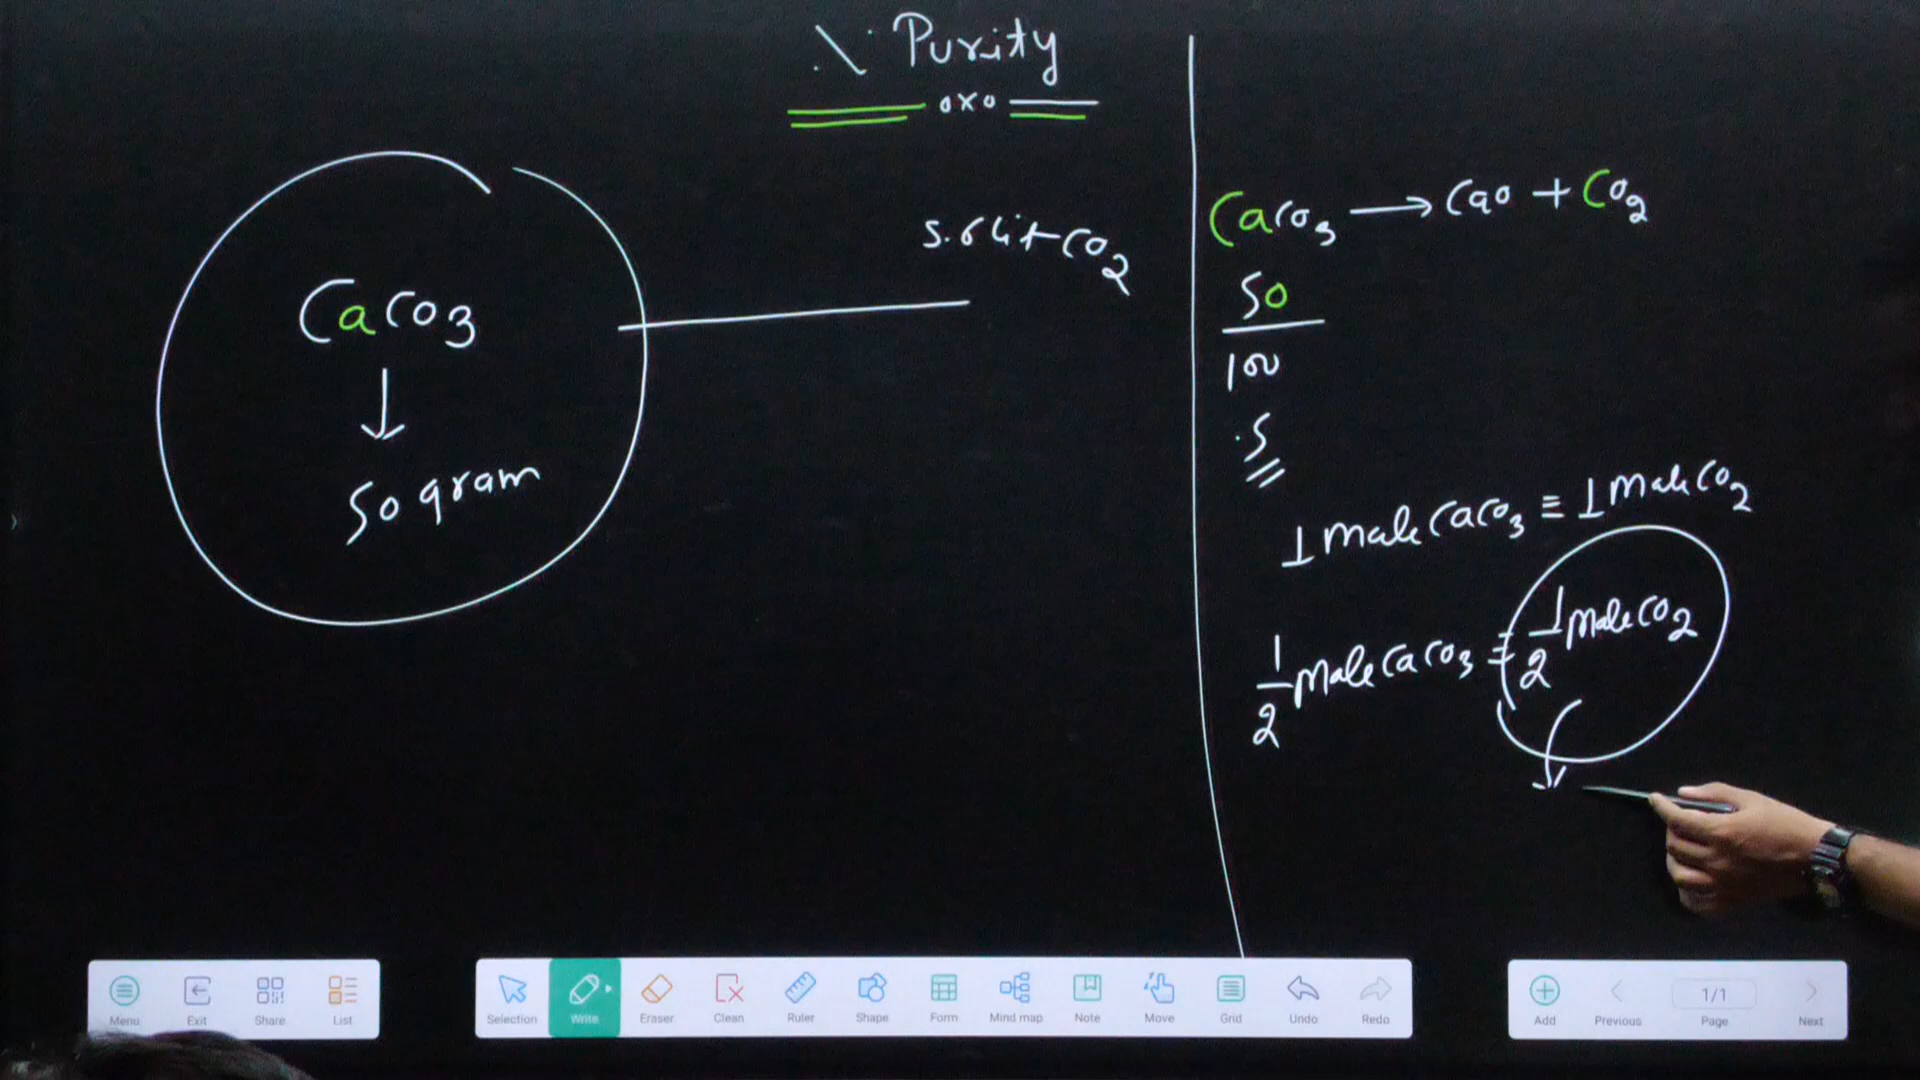 ·\· Purity
oxo
CaCO3
↓
50 gram
5.6 lit CO2
CaCO3 → CaO + CO2
50
100
.5
1 mole CaCO3 ≡ 1 mole CO2
1/2 mole CaCO3 ≡ 1/2 mole CO2
Menu Exit Share List
Selection Write Eraser Clean Ruler Shape Form Mind map Note Move Grid Undo Redo
Add Previous 1/1 Page Next